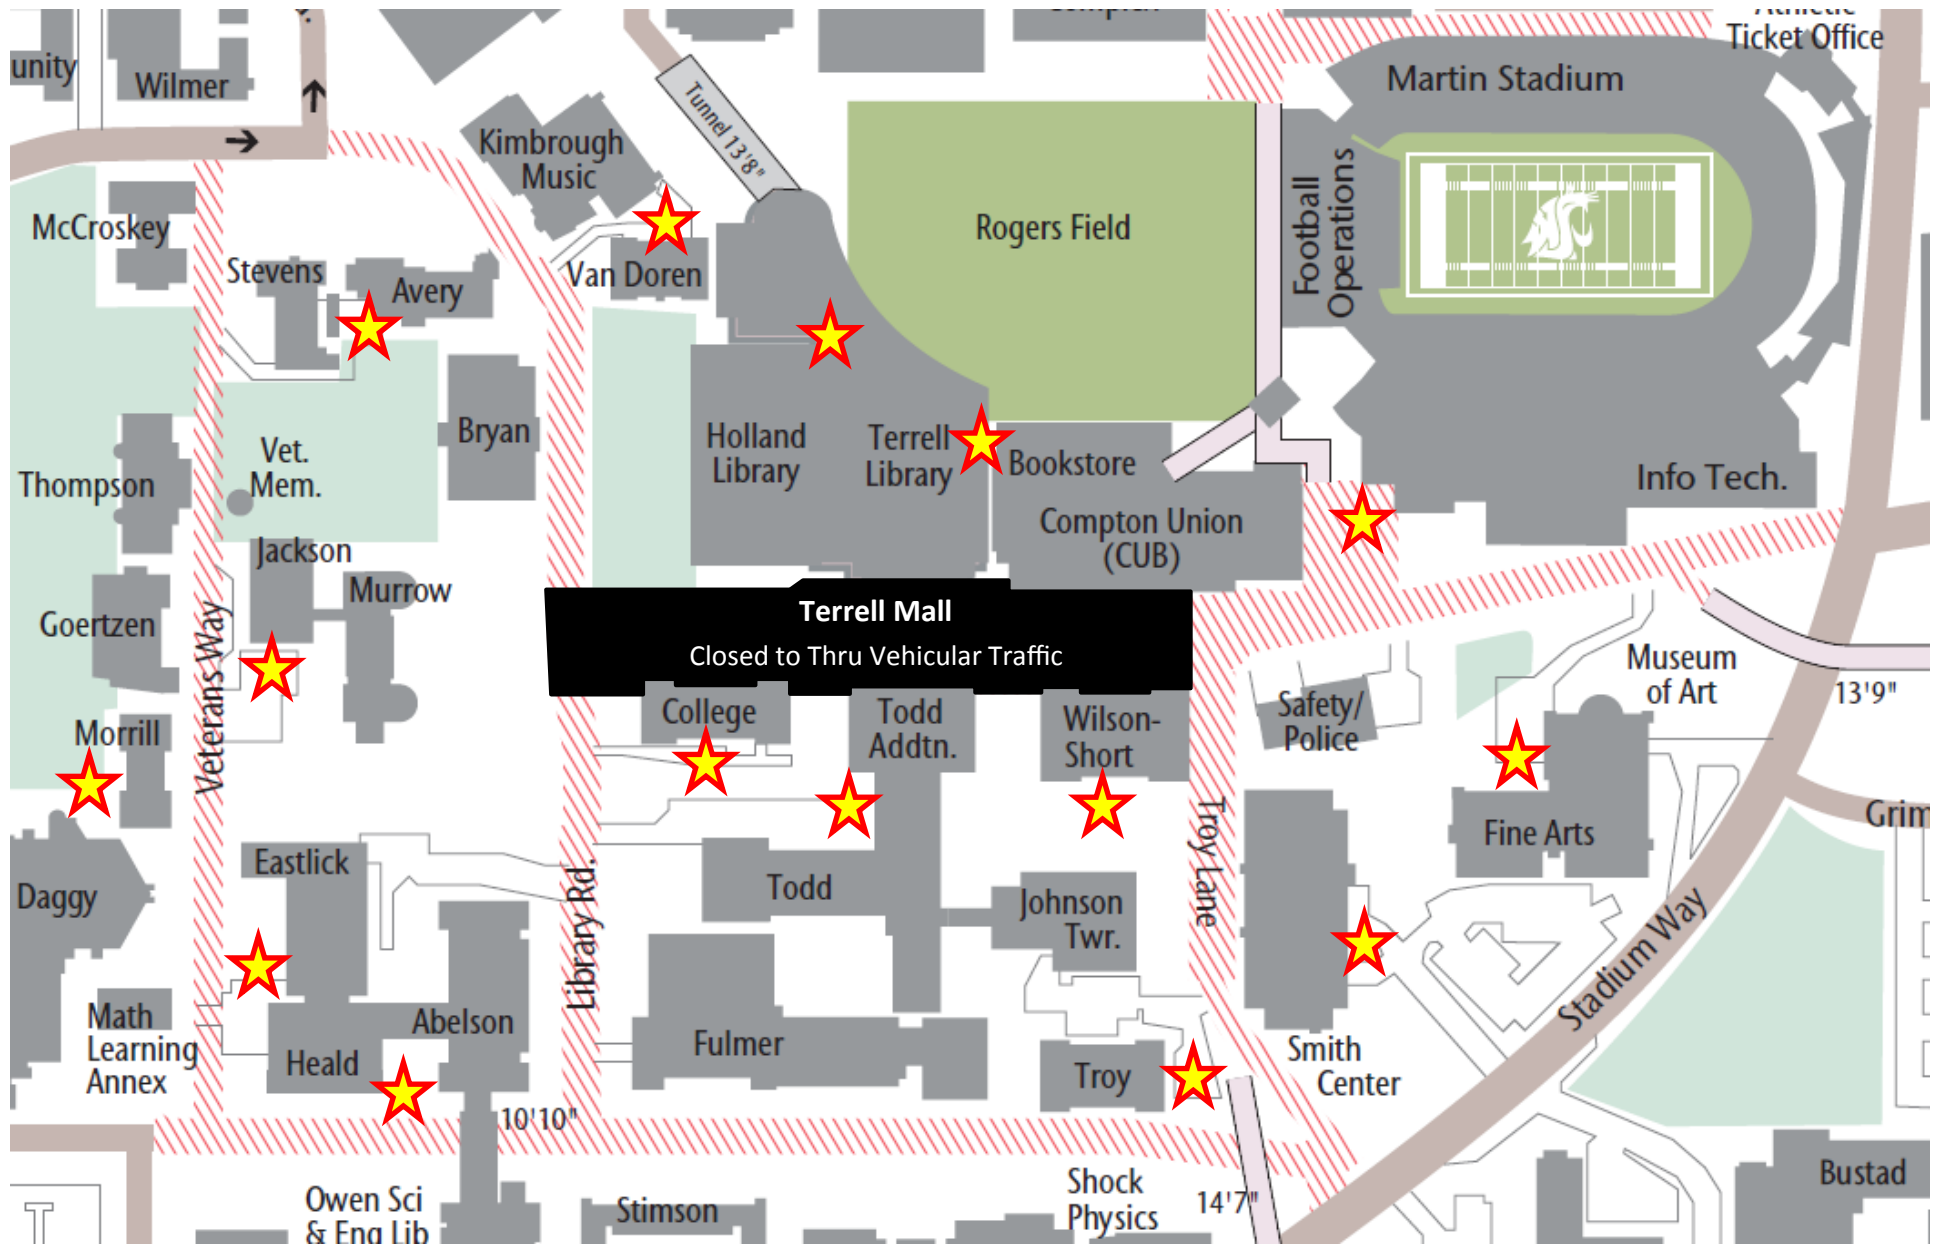 Athletic
Ticket Office
unity
Wilmer
Martin Stadium
Tunnel 13'8"
Kimbrough
Music
McCroskey
Rogers Field
Football
Operations
Stevens
Avery
Van Doren
Bryan
Vet.
Mem.
Thompson
Holland
Library
Terrell
Library
Bookstore
Info Tech.
Compton Union
(CUB)
Jackson
Murrow
Goertzen
Veterans Way
Terrell Mall
Closed to Thru Vehicular Traffic
Museum
of Art
13'9"
Morrill
College
Todd
Addtn.
Wilson-
Short
Safety/
Police
Troy Lane
Fine Arts
Grim
Eastlick
Daggy
Todd
Johnson
Twr.
Library Rd.
Stadium Way
Math
Learning
Annex
Abelson
Heald
Fulmer
Troy
Smith
Center
10'10"
Owen Sci
& Eng Lib
Stimson
Shock
Physics
14'7"
Bustad